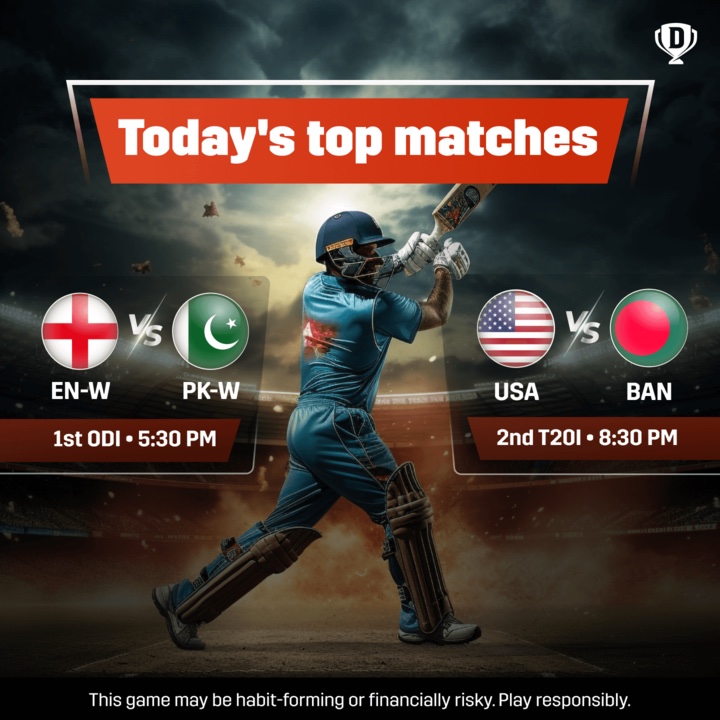 D
Today's top matches
EN-W VS PK-W
1st ODI • 5:30 PM
USA VS BAN
2nd T20I • 8:30 PM
This game may be habit-forming or financially risky. Play responsibly.